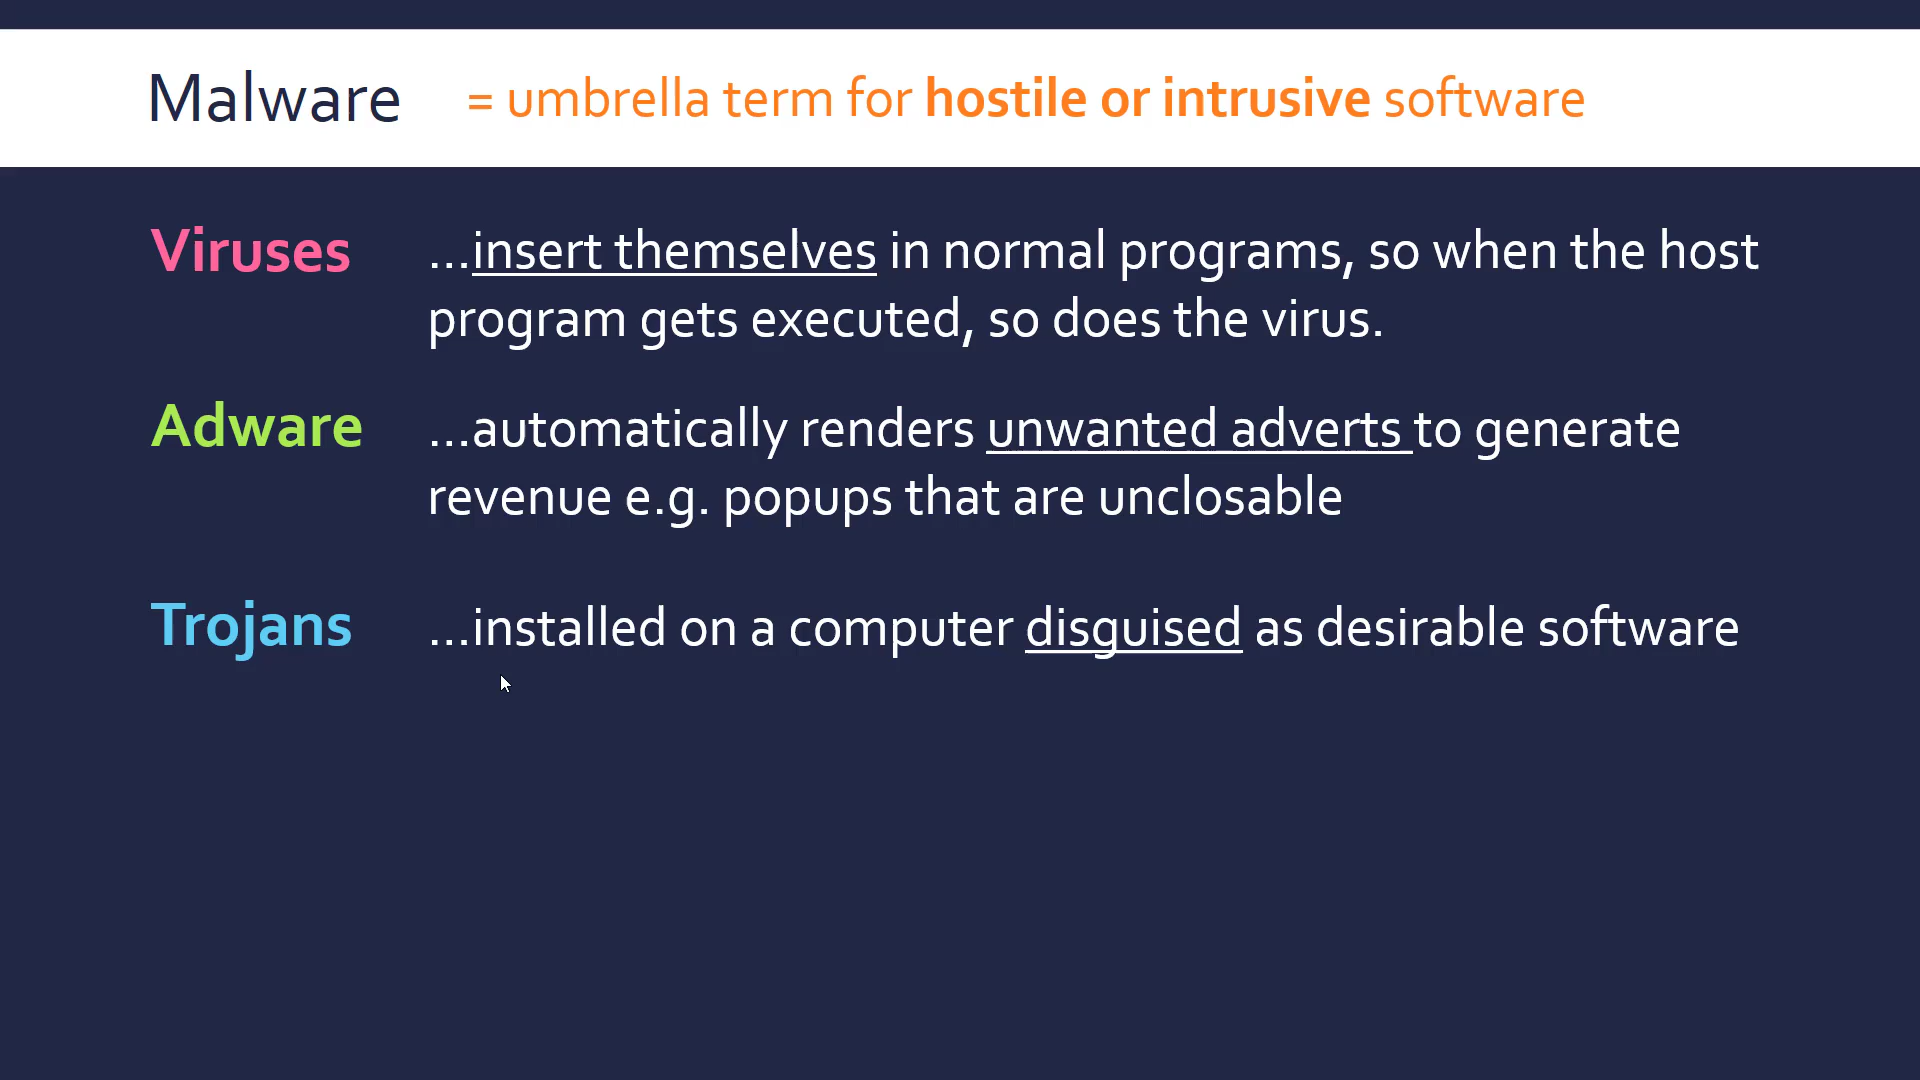 Malware = umbrella term for hostile or intrusive software
Viruses ...insert themselves in normal programs, so when the host
program gets executed, so does the virus.
Adware ...automatically renders unwanted adverts to generate
revenue e.g. popups that are unclosable
Trojans ...installed on a computer disguised as desirable software